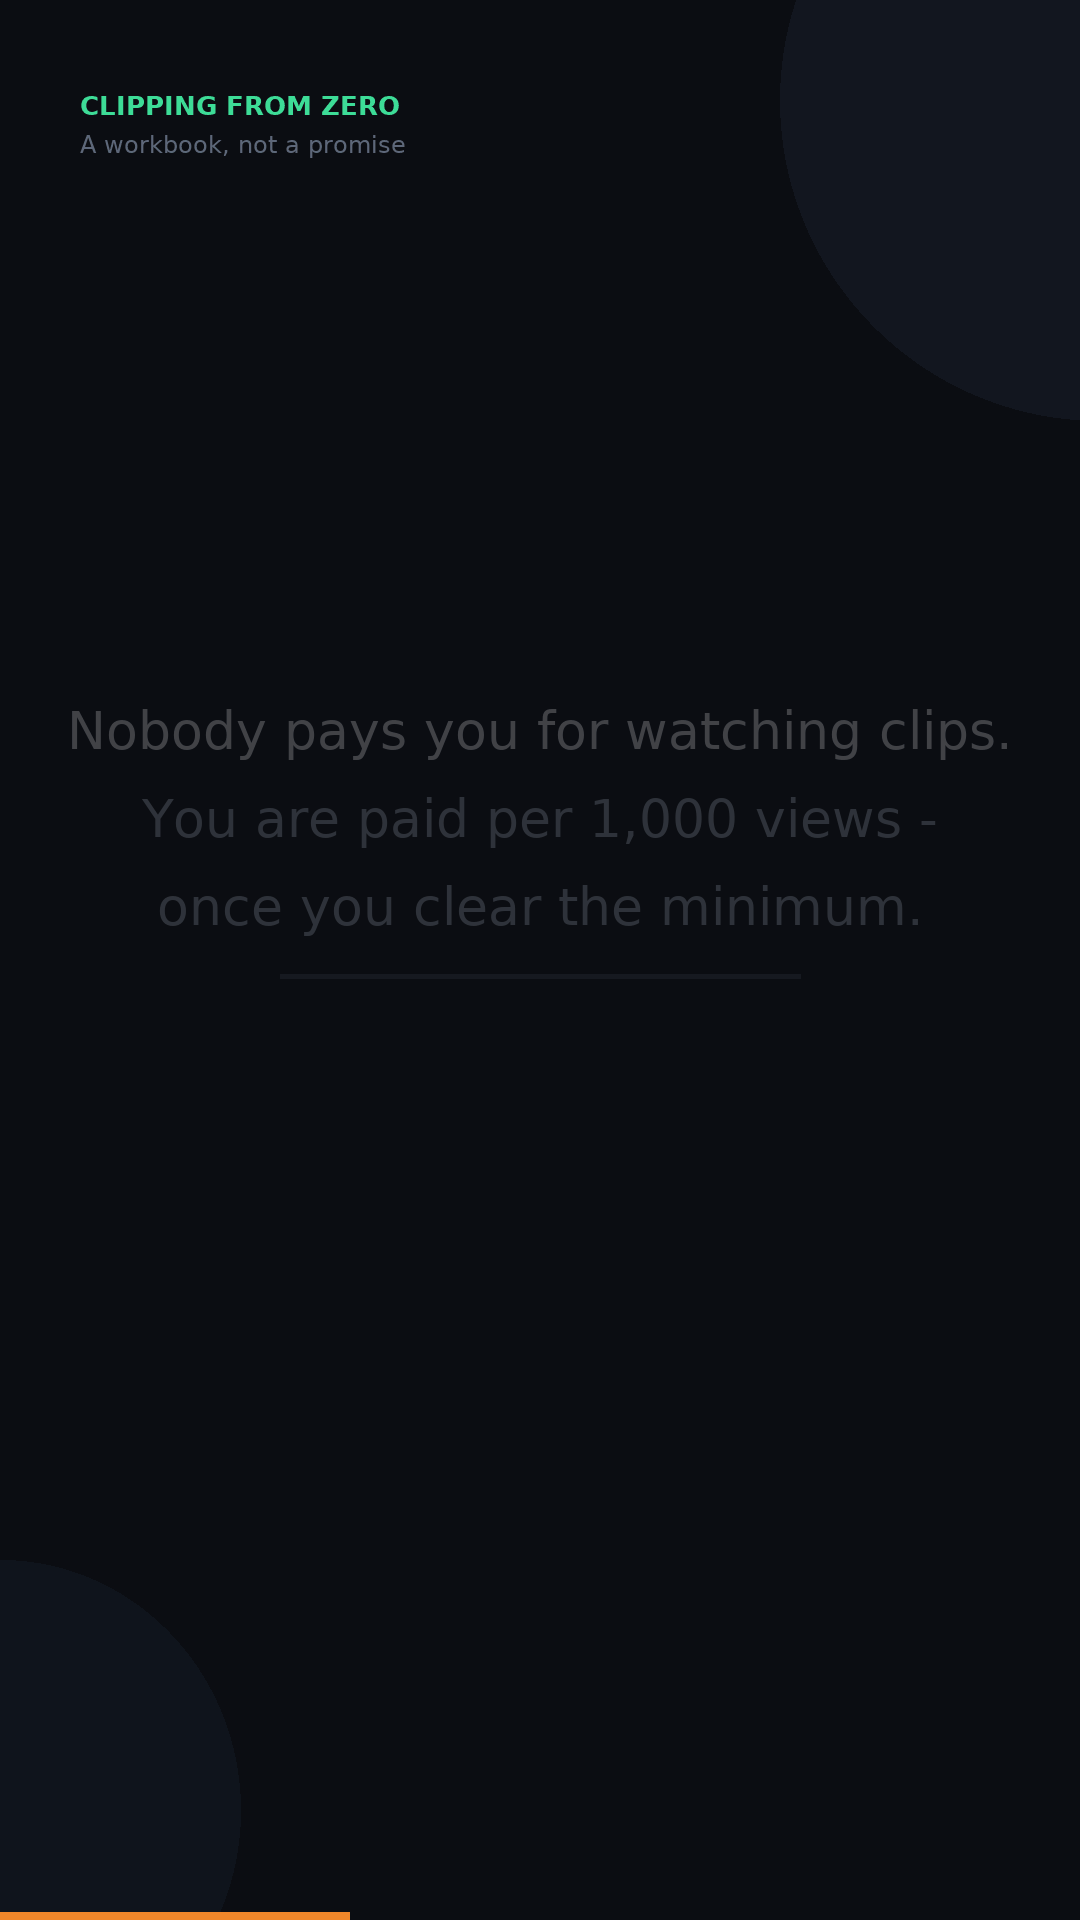 CLIPPING FROM ZERO
A workbook, not a promise
Nobody pays you for watching clips.
You are paid per 1,000 views -
once you clear the minimum.